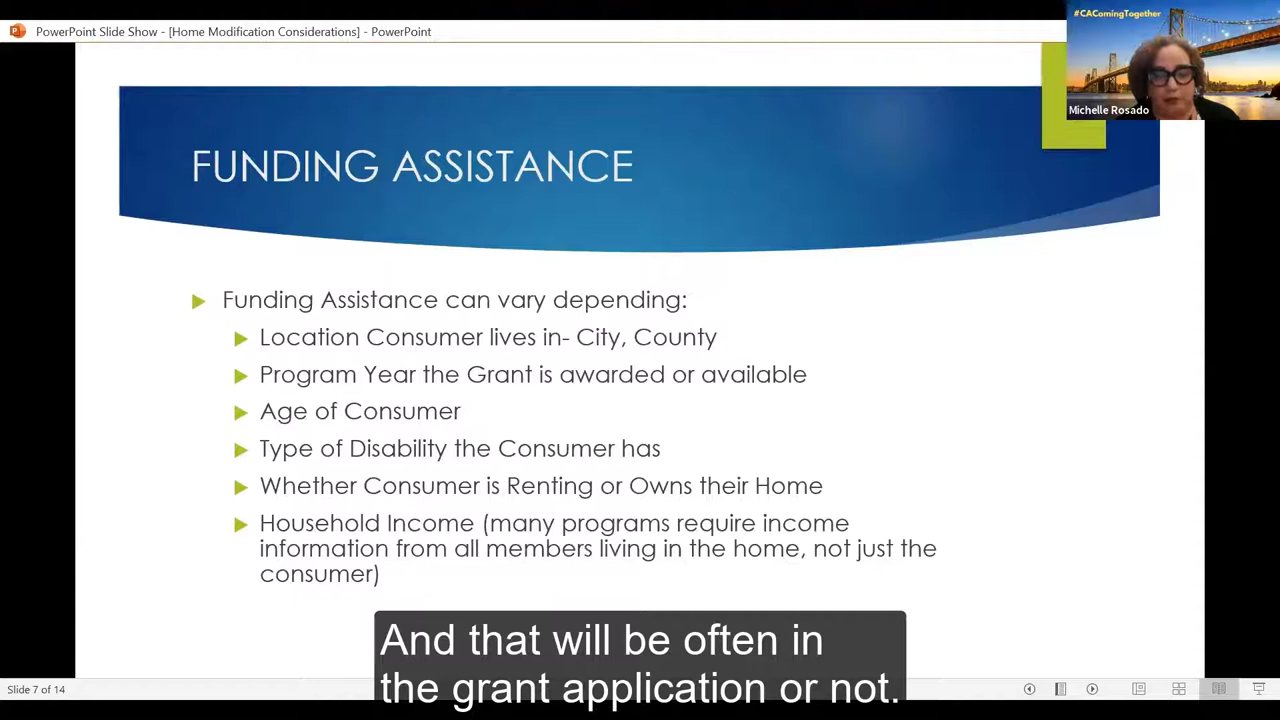 PowerPoint Slide Show - [Home Modification Considerations] - PowerPoint
#CAComingTogether
Michelle Rosado
FUNDING ASSISTANCE
Funding Assistance can vary depending:
Location Consumer lives in- City, County
Program Year the Grant is awarded or available
Age of Consumer
Type of Disability the Consumer has
Whether Consumer is Renting or Owns their Home
Household Income (many programs require income
information from all members living in the home, not just the
consumer)
And that will be often in
the grant application or not.
Slide 7 of 14